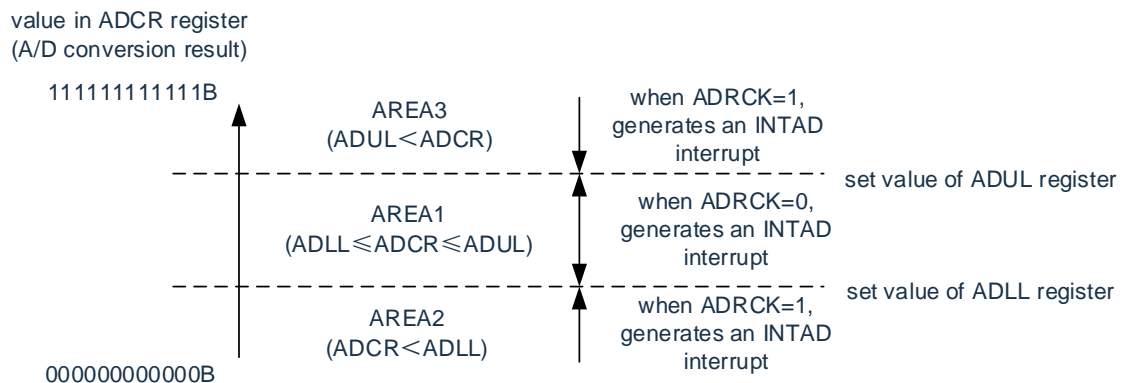 value in ADCR register
(A/D conversion result)
111111111111B
AREA3
(ADUL<ADCR)
when ADRCK=1,
generates an INTAD
interrupt
set value of ADUL register
AREA1
(ADLL≤ADCR≤ADUL)
when ADRCK=0,
generates an INTAD
interrupt
set value of ADLL register
AREA2
(ADCR<ADLL)
when ADRCK=1,
generates an INTAD
interrupt
000000000000B